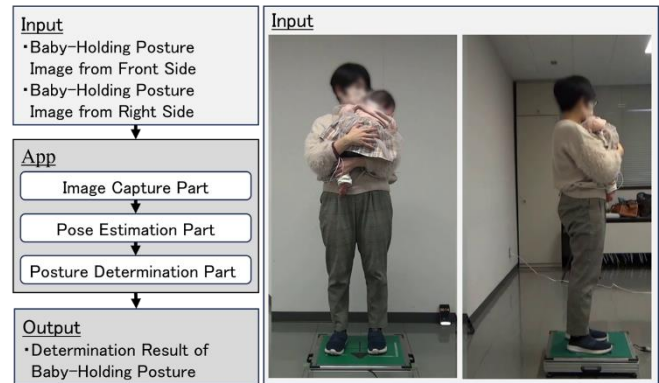 Input
・Baby-Holding Posture
Image from Front Side
・Baby-Holding Posture
Image from Right Side
App
Image Capture Part
Pose Estimation Part
Posture Determination Part
Output
・Determination Result of
Baby-Holding Posture
Input